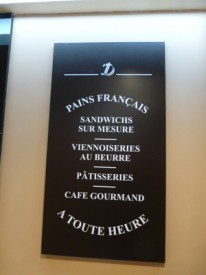 D
PAINS FRANÇAIS
SANDWICHS
SUR MESURE
VIENNOISERIES
AU BEURRE
PÂTISSERIES
CAFE GOURMAND
A TOUTE HEURE